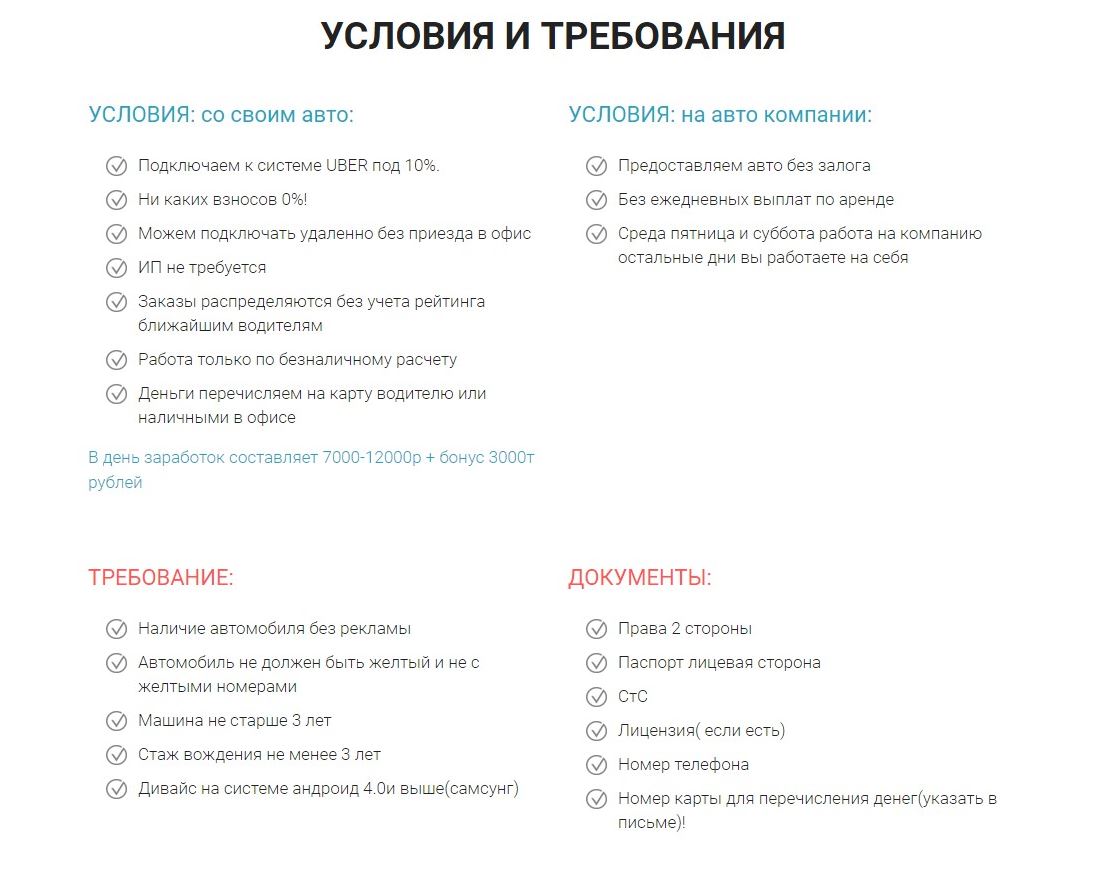 УСЛОВИЯ И ТРЕБОВАНИЯ
УСЛОВИЯ: со своим авто:
Подключаем к системе UBER под 10%.
Ни каких взносов 0%!
Можем подключать удаленно без приезда в офис
ИП не требуется
Заказы распределяются без учета рейтинга
ближайшим водителям
Работа только по безналичному расчету
Деньги перечисляем на карту водителю или
наличными в офисе
В день заработок составляет 7000-12000р + бонус 3000т
рублей
УСЛОВИЯ: на авто компании:
Предоставляем авто без залога
Без ежедневных выплат по аренде
Среда пятница и суббота работа на компанию
остальные дни вы работаете на себя
ТРЕБОВАНИЕ:
Наличие автомобиля без рекламы
Автомобиль не должен быть желтый и не с
желтыми номерами
Машина не старше 3 лет
Стаж вождения не менее 3 лет
Дивайс на системе андроид 4.0и выше(самсунг)
ДОКУМЕНТЫ:
Права 2 стороны
Паспорт лицевая сторона
СтС
Лицензия( если есть)
Номер телефона
Номер карты для перечисления денег(указать в
письме)!